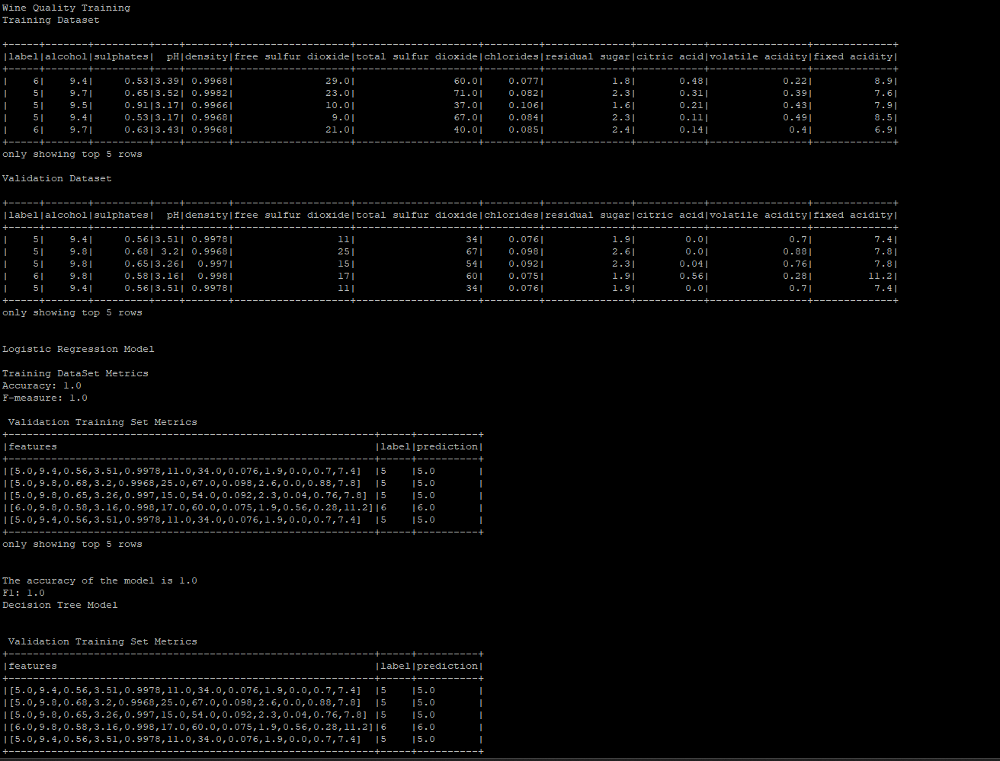 Wine Quality Training
Training Dataset
+-----+-------+---------+----+-------+-------------------+--------------------+---------+--------------+-----------+----------------+-------------+
|label|alcohol|sulphates|  pH|density|free sulfur dioxide|total sulfur dioxide|chlorides|residual sugar|citric acid|volatile acidity|fixed acidity|
+-----+-------+---------+----+-------+-------------------+--------------------+---------+--------------+-----------+----------------+-------------+
|    6|    9.4|     0.53|3.39| 0.9968|               29.0|                60.0|    0.077|           1.8|       0.48|            0.22|          8.9|
|    5|    9.7|     0.65|3.52| 0.9982|               23.0|                71.0|    0.082|           2.3|       0.31|            0.39|          7.6|
|    5|    9.5|     0.91|3.17| 0.9966|               10.0|                37.0|    0.106|           1.6|       0.21|            0.43|          7.9|
|    5|    9.4|     0.53|3.17| 0.9968|                9.0|                67.0|    0.084|           2.3|       0.11|            0.49|          8.5|
|    6|    9.7|     0.63|3.43| 0.9968|               21.0|                40.0|    0.085|           2.4|       0.14|             0.4|          6.9|
+-----+-------+---------+----+-------+-------------------+--------------------+---------+--------------+-----------+----------------+-------------+
only showing top 5 rows
Validation Dataset
+-----+-------+---------+----+-------+-------------------+--------------------+---------+--------------+-----------+----------------+-------------+
|label|alcohol|sulphates|  pH|density|free sulfur dioxide|total sulfur dioxide|chlorides|residual sugar|citric acid|volatile acidity|fixed acidity|
+-----+-------+---------+----+-------+-------------------+--------------------+---------+--------------+-----------+----------------+-------------+
|    5|    9.4|     0.56|3.51| 0.9978|                 11|                  34|    0.076|           1.9|        0.0|             0.7|          7.4|
|    5|    9.8|     0.68| 3.2| 0.9968|                 25|                  67|    0.098|           2.6|        0.0|            0.88|          7.8|
|    5|    9.8|     0.65|3.26|  0.997|                 15|                  54|    0.092|           2.3|       0.04|            0.76|          7.8|
|    6|    9.8|     0.58|3.16|  0.998|                 17|                  60|    0.075|           1.9|       0.56|            0.28|         11.2|
|    5|    9.4|     0.56|3.51| 0.9978|                 11|                  34|    0.076|           1.9|        0.0|             0.7|          7.4|
+-----+-------+---------+----+-------+-------------------+--------------------+---------+--------------+-----------+----------------+-------------+
only showing top 5 rows
Logistic Regression Model
Training DataSet Metrics
Accuracy: 1.0
F-measure: 1.0
 Validation Training Set Metrics
+------------------------------------------------------------+-----+----------+
|features                                                    |label|prediction|
+------------------------------------------------------------+-----+----------+
|[5.0,9.4,0.56,3.51,0.9978,11.0,34.0,0.076,1.9,0.0,0.7,7.4]  |5    |5.0       |
|[5.0,9.8,0.68,3.2,0.9968,25.0,67.0,0.098,2.6,0.0,0.88,7.8]  |5    |5.0       |
|[5.0,9.8,0.65,3.26,0.997,15.0,54.0,0.092,2.3,0.04,0.76,7.8] |5    |5.0       |
|[6.0,9.8,0.58,3.16,0.998,17.0,60.0,0.075,1.9,0.56,0.28,11.2]|6    |6.0       |
|[5.0,9.4,0.56,3.51,0.9978,11.0,34.0,0.076,1.9,0.0,0.7,7.4]  |5    |5.0       |
+------------------------------------------------------------+-----+----------+
only showing top 5 rows
The accuracy of the model is 1.0
F1: 1.0
Decision Tree Model
 Validation Training Set Metrics
+------------------------------------------------------------+-----+----------+
|features                                                    |label|prediction|
+------------------------------------------------------------+-----+----------+
|[5.0,9.4,0.56,3.51,0.9978,11.0,34.0,0.076,1.9,0.0,0.7,7.4]  |5    |5.0       |
|[5.0,9.8,0.68,3.2,0.9968,25.0,67.0,0.098,2.6,0.0,0.88,7.8]  |5    |5.0       |
|[5.0,9.8,0.65,3.26,0.997,15.0,54.0,0.092,2.3,0.04,0.76,7.8] |5    |5.0       |
|[6.0,9.8,0.58,3.16,0.998,17.0,60.0,0.075,1.9,0.56,0.28,11.2]|6    |6.0       |
|[5.0,9.4,0.56,3.51,0.9978,11.0,34.0,0.076,1.9,0.0,0.7,7.4]  |5    |5.0       |
+------------------------------------------------------------+-----+----------+